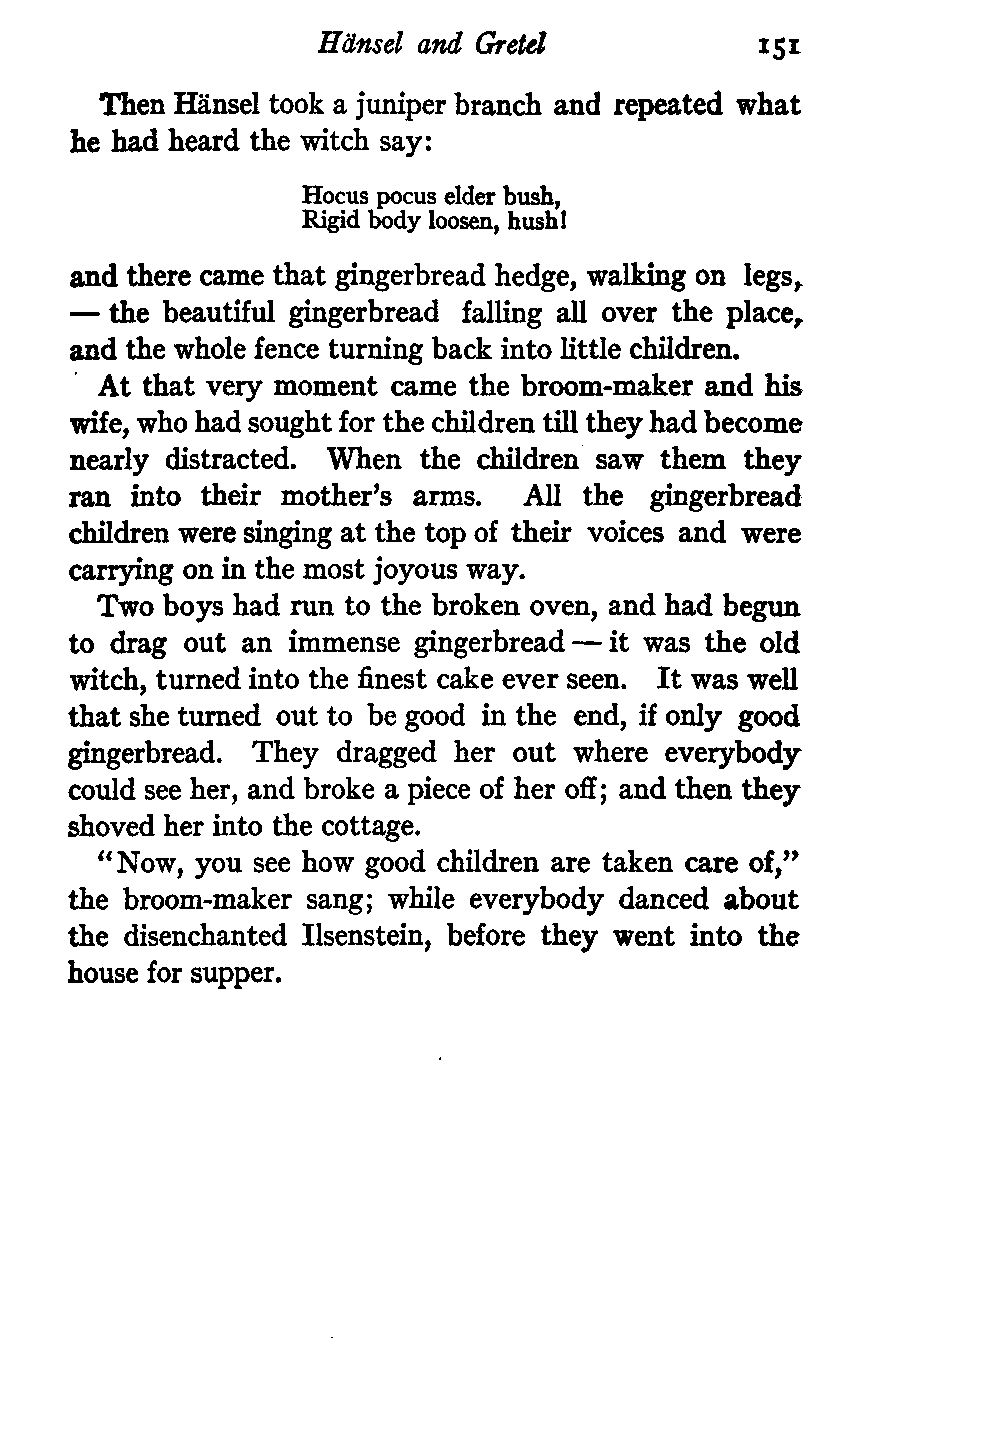 Hänsel and Gretel 151
Then Hänsel took a juniper branch and repeated what
he had heard the witch say:
Hocus pocus elder bush,
Rigid body loosen, hush!
and there came that gingerbread hedge, walking on legs,
— the beautiful gingerbread falling all over the place,
and the whole fence turning back into little children.
At that very moment came the broom-maker and his
wife, who had sought for the children till they had become
nearly distracted. When the children saw them they
ran into their mother's arms. All the gingerbread
children were singing at the top of their voices and were
carrying on in the most joyous way.
Two boys had run to the broken oven, and had begun
to drag out an immense gingerbread — it was the old
witch, turned into the finest cake ever seen. It was well
that she turned out to be good in the end, if only good
gingerbread. They dragged her out where everybody
could see her, and broke a piece of her off; and then they
shoved her into the cottage.
"Now, you see how good children are taken care of,"
the broom-maker sang; while everybody danced about
the disenchanted Ilsenstein, before they went into the
house for supper.